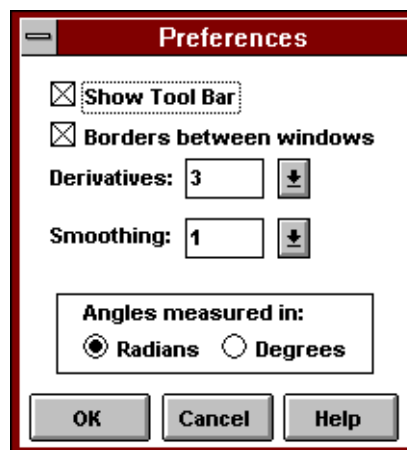 Preferences
Show Tool Bar
Borders between windows
Derivatives: 3
Smoothing: 1
Angles measured in:
Radians Degrees
OK Cancel Help